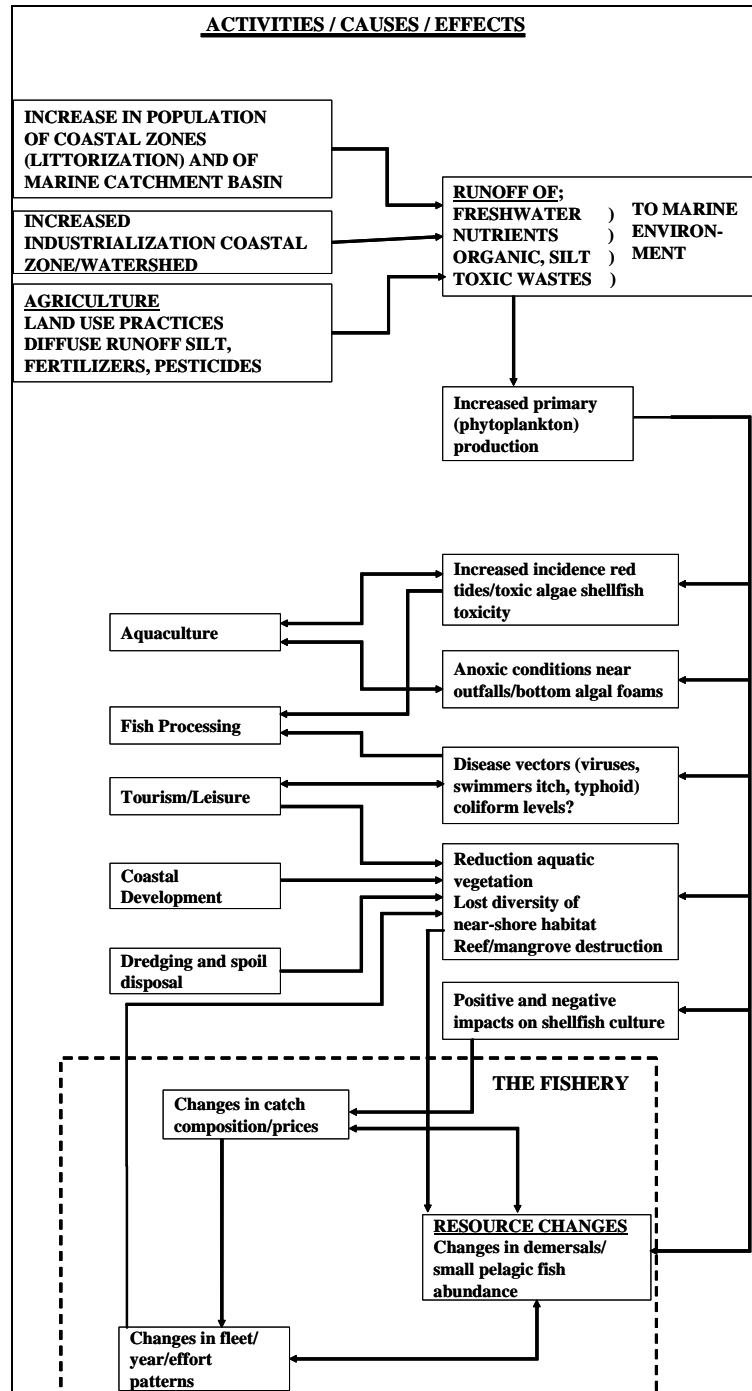 ACTIVITIES / CAUSES / EFFECTS
INCREASE IN POPULATION
OF COASTAL ZONES
(LITTORIZATION) AND OF
MARINE CATCHMENT BASIN
INCREASED
INDUSTRIALIZATION COASTAL
ZONE/WATERSHED
AGRICULTURE
LAND USE PRACTICES
DIFFUSE RUNOFF SILT,
FERTILIZERS, PESTICIDES
RUNOFF OF;
FRESHWATER ) TO MARINE
NUTRIENTS ) ENVIRON-
ORGANIC, SILT ) MENT
TOXIC WASTES )
Increased primary
(phytoplankton)
production
Increased incidence red
tides/toxic algae shellfish
toxicity
Aquaculture
Anoxic conditions near
outfalls/bottom algal foams
Fish Processing
Disease vectors (viruses,
swimmers itch, typhoid)
coliform levels?
Tourism/Leisure
Reduction aquatic
vegetation
Lost diversity of
near-shore habitat
Reef/mangrove destruction
Coastal
Development
Dredging and spoil
disposal
Positive and negative
impacts on shellfish culture
THE FISHERY
Changes in catch
composition/prices
RESOURCE CHANGES
Changes in demersals/
small pelagic fish
abundance
Changes in fleet/
year/effort
patterns